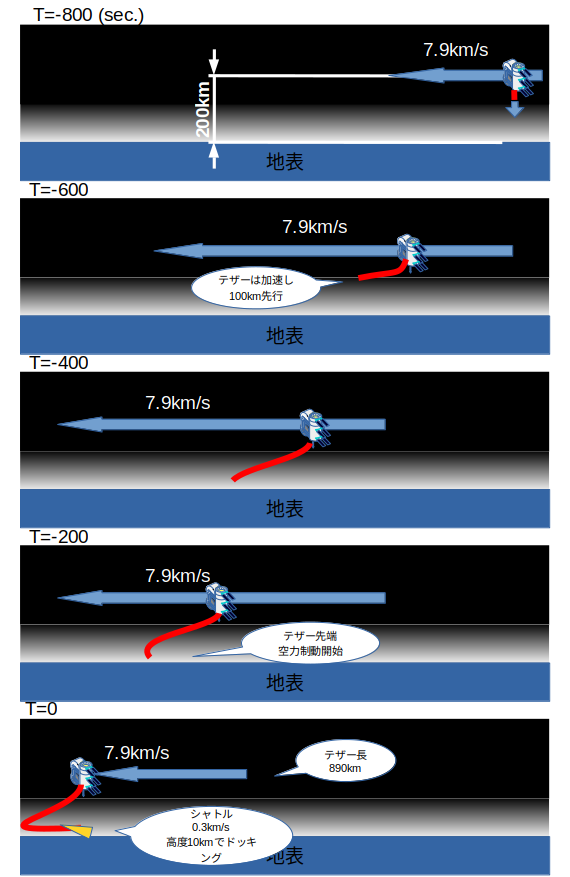 T=-800 (sec.)
7.9km/s
200km
地表
T=-600
7.9km/s
テザーは加速し
100km先行
地表
T=-400
7.9km/s
地表
T=-200
7.9km/s
テザー先端
空力制動開始
地表
T=0
7.9km/s
テザー長
890km
シャトル
0.3km/s
高度10kmでドッキ
ング
地表